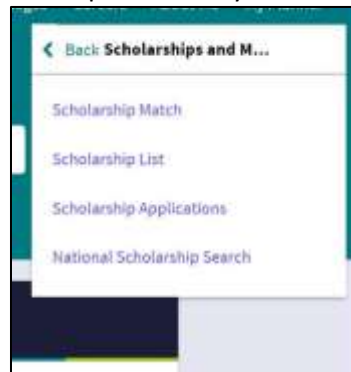 Back Scholarships and M...
Scholarship Match
Scholarship List
Scholarship Applications
National Scholarship Search